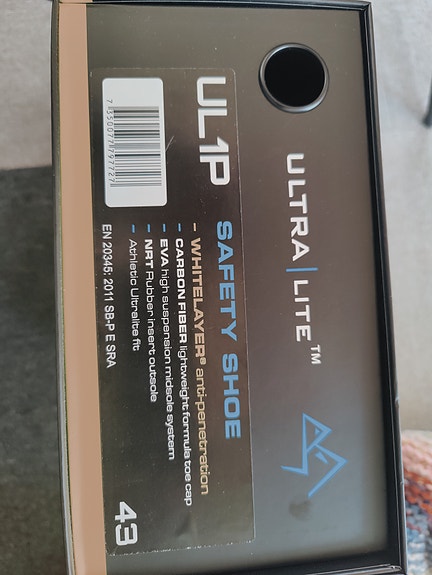 ULTRA|LITE™
UL1P SAFETY SHOE
– WHITELAYER® anti-penetration
– CARBON FIBER lightweight formula toe cap
– EVA high suspension midsole system
– NRT Rubber insert outsole
– Athletic Ultralite fit
EN 20345: 2011 SB-P E SRA
43
7350077797727